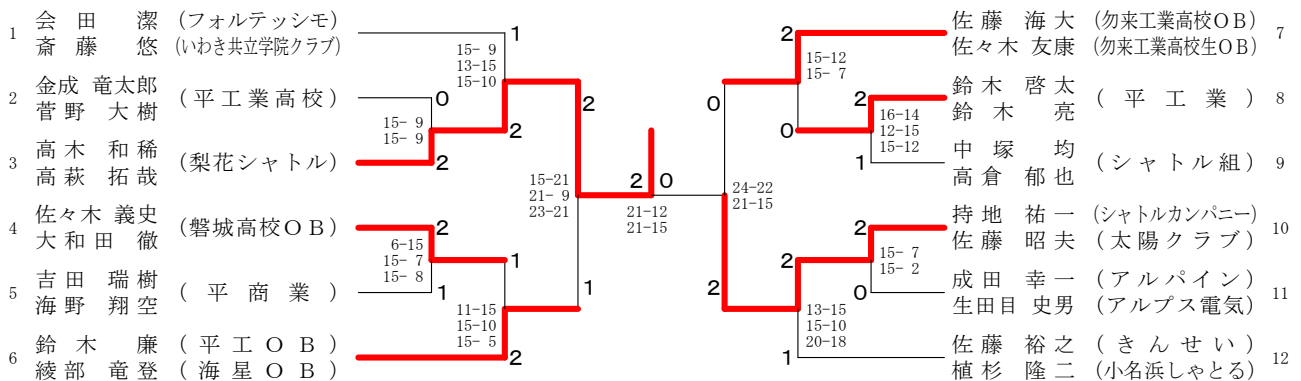 1 会田 潔 (フォルテッシモ)
斎藤 悠 (いわき共立学院クラブ)
2 金成 竜太郎 (平工業高校)
菅野 大樹
3 高木 和稀 (梨花シャトル)
高萩 拓哉
4 佐々木 義史 (磐城高校OB)
大和田 徹
5 吉田 瑞樹 (平商業)
海野 翔空
6 鈴木 廉 (平工OB)
綾部 竜登 (海星OB)
15- 9
13-15
15-10
1
2
0
15- 9
15- 9
2
2
6-15
15- 7
15- 8
1
1
11-15
15-10
15- 5
2
2
15-21
21- 9
23-21
1
2 0
21-12
21-15
0
24-22
21-15
2
2
15-12
15- 7
0
2
16-14
12-15
15-12
1
2
15- 7
15- 2
0
2
13-15
15-10
20-18
1
佐藤 海大 (勿来工業高校OB) 7
佐々木 友康 (勿来工業高校生OB)
鈴木 啓太 (平工業) 8
鈴木 亮
中塚 均 (シャトル組) 9
高倉 郁也
持地 祐一 (シャトルカンパニー) 10
佐藤 昭夫 (太陽クラブ)
成田 幸一 (アルパイン) 11
生田目 史男 (アルプス電気)
佐藤 裕之 (きんせい) 12
植杉 隆二 (小名浜しゃとる)